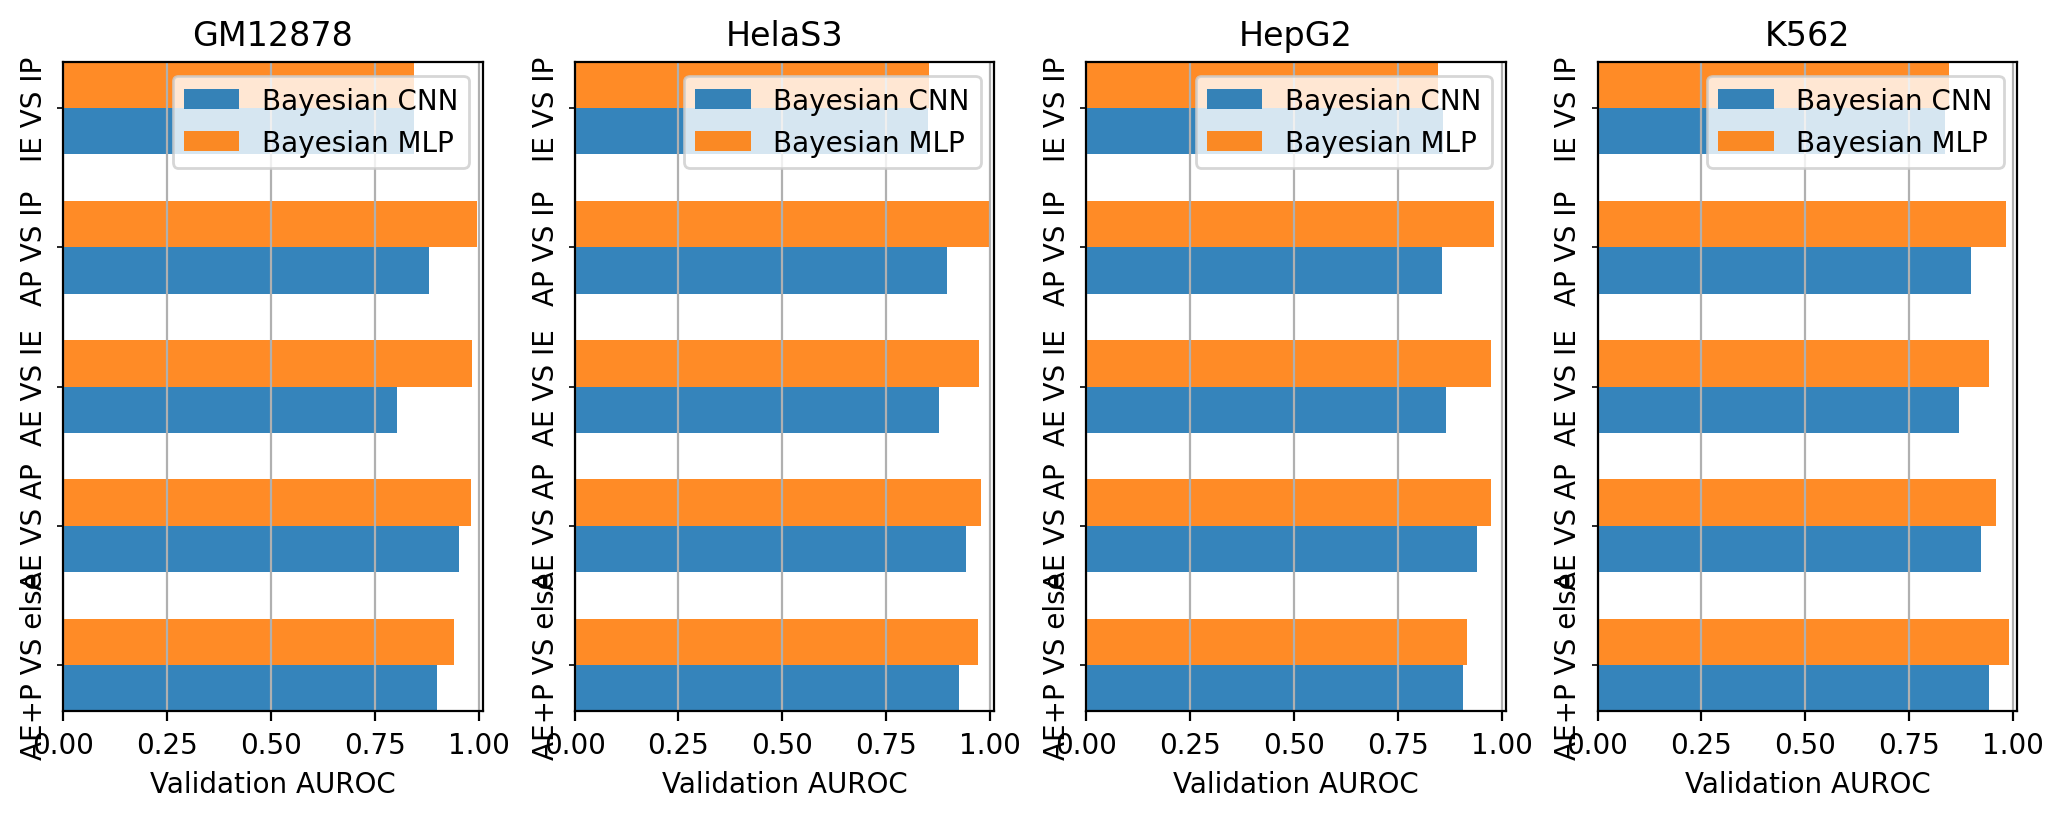 GM12878
IE VS IP
AP VS IP
AE VS IE
AE VS AP
AE+P VS else
Bayesian CNN
Bayesian MLP
0.00 0.25 0.50 0.75 1.00
Validation AUROC
HelaS3
IE VS IP
AP VS IP
AE VS IE
AE VS AP
AE+P VS else
Bayesian CNN
Bayesian MLP
0.00 0.25 0.50 0.75 1.00
Validation AUROC
HepG2
IE VS IP
AP VS IP
AE VS IE
AE VS AP
AE+P VS else
Bayesian CNN
Bayesian MLP
0.00 0.25 0.50 0.75 1.00
Validation AUROC
K562
IE VS IP
AP VS IP
AE VS IE
AE VS AP
AE+P VS else
Bayesian CNN
Bayesian MLP
0.00 0.25 0.50 0.75 1.00
Validation AUROC